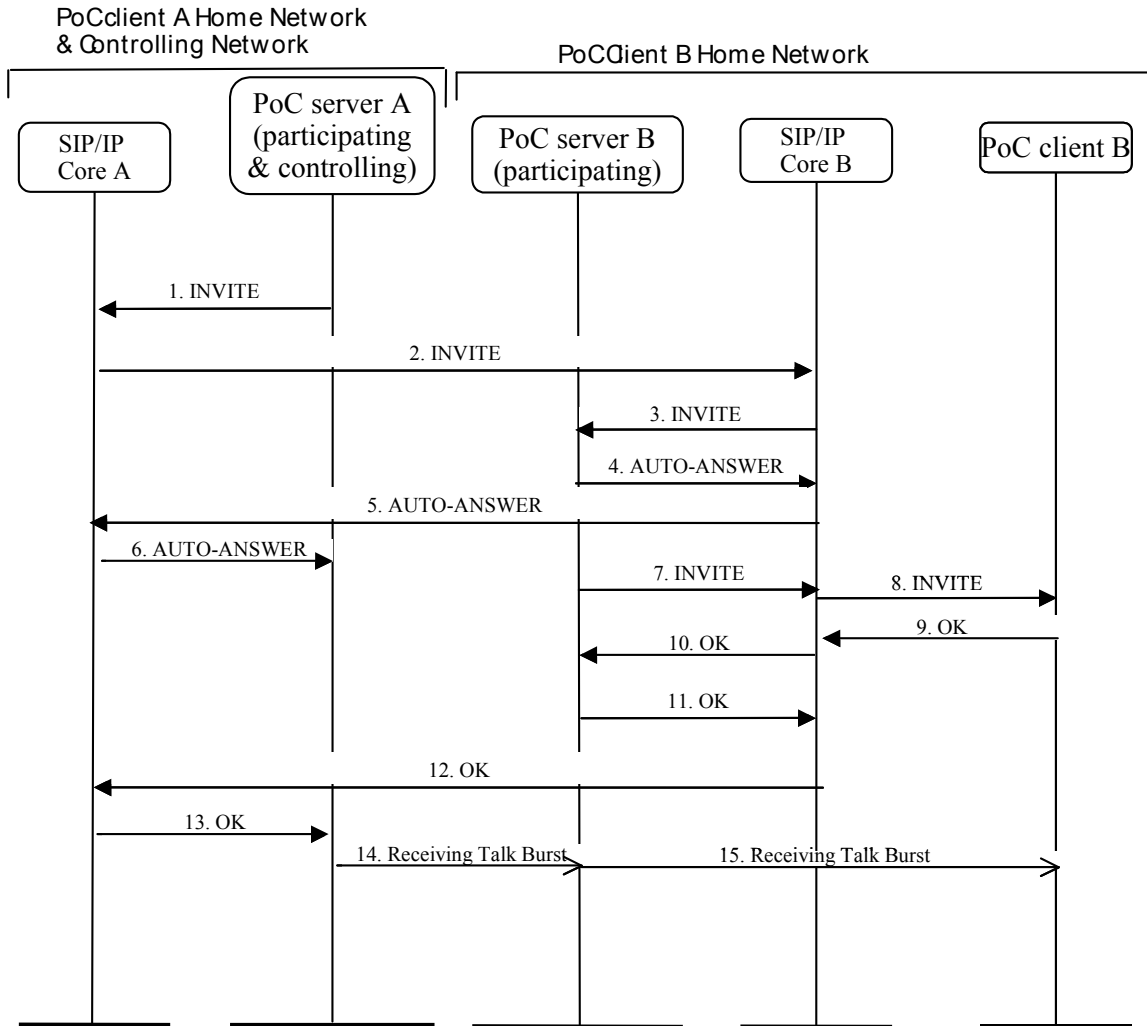 PoCclient A Home Network
& Controlling Network
PoCClient B Home Network
SIP/IP
Core A
PoC server A
(participating
& controlling)
PoC server B
(participating)
SIP/IP
Core B
PoC client B
1. INVITE
2. INVITE
3. INVITE
4. AUTO-ANSWER
5. AUTO-ANSWER
6. AUTO-ANSWER
7. INVITE
8. INVITE
9. OK
10. OK
11. OK
12. OK
13. OK
14. Receiving Talk Burst
15. Receiving Talk Burst